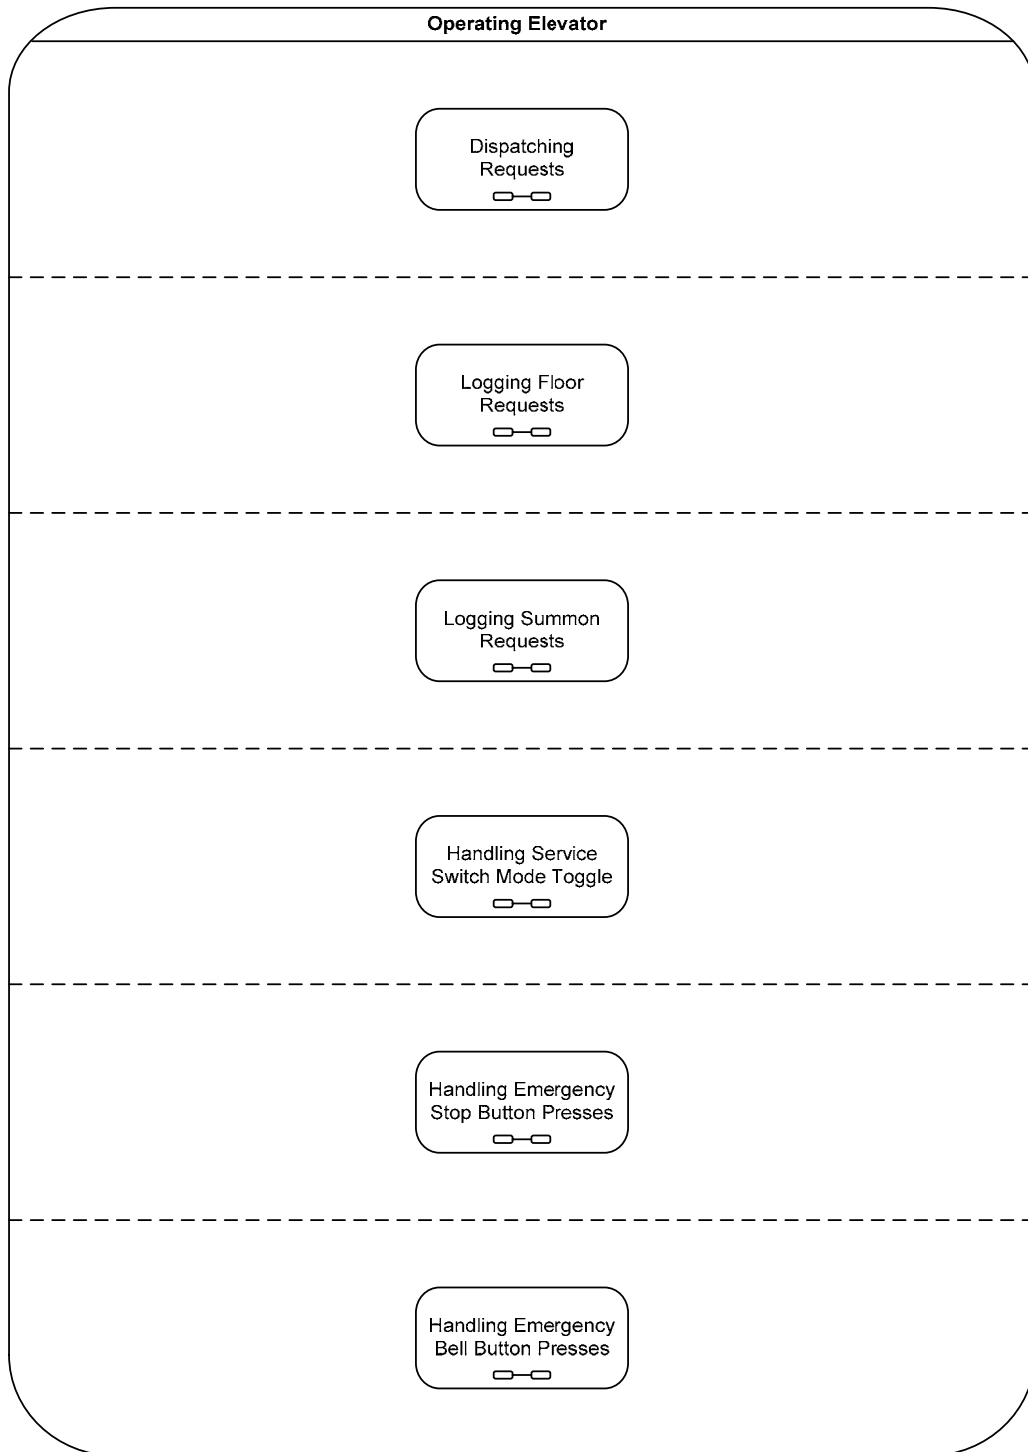 Operating Elevator
Dispatching
Requests
Logging Floor
Requests
Logging Summon
Requests
Handling Service
Switch Mode Toggle
Handling Emergency
Stop Button Presses
Handling Emergency
Bell Button Presses